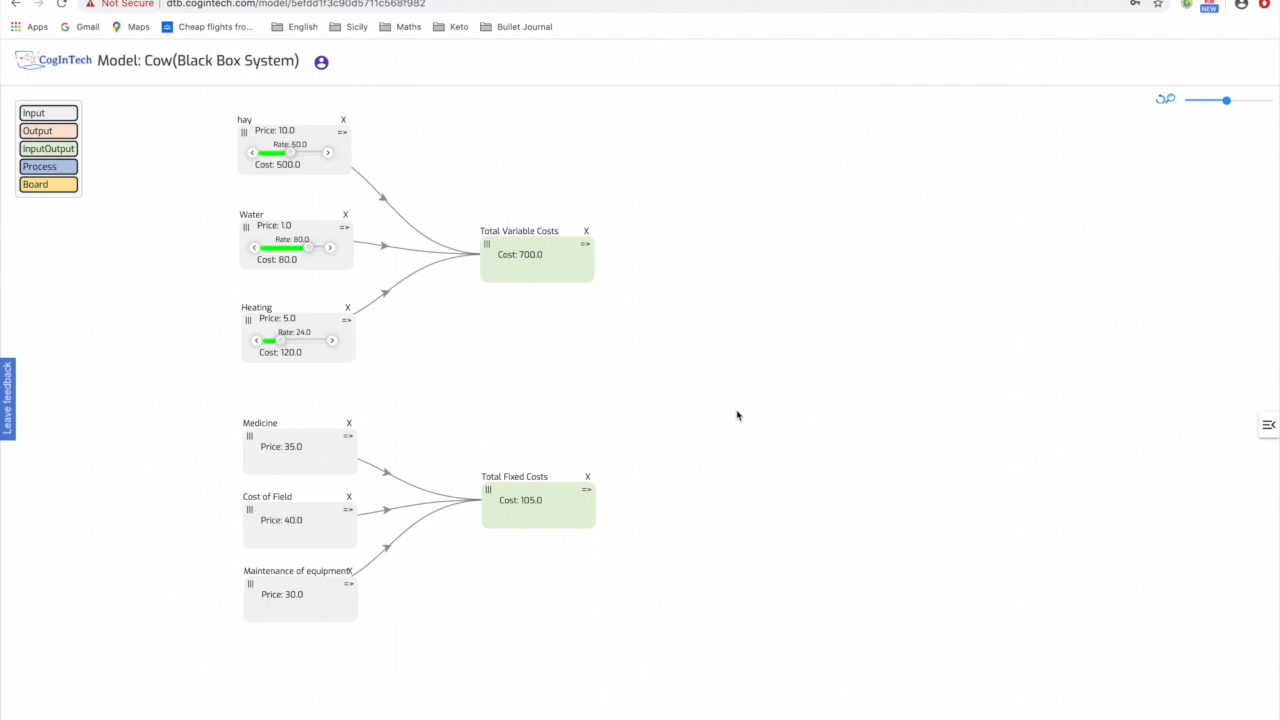 Not Secure
dtb.cogintech.com/model/5efdd1f3c90d5711c568f982
NEW
Apps
Gmail
Maps
Cheap flights fro...
English
Sicily
Maths
Keto
Bullet Journal
CogInTech
Model: Cow(Black Box System)
Input
Output
InputOutput
Process
Board
hay X
Price: 10.0 =>
Rate: 50.0
Cost: 500.0
Water X
Price: 1.0 =>
Rate: 80.0
Cost: 80.0
Total Variable Costs X
=>
Cost: 700.0
Heating X
Price: 5.0 =>
Rate: 24.0
Cost: 120.0
Leave feedback
Medicine X
=>
Price: 35.0
Total Fixed Costs X
=>
Cost: 105.0
Cost of Field X
=>
Price: 40.0
Maintenance of equipment X
=>
Price: 30.0